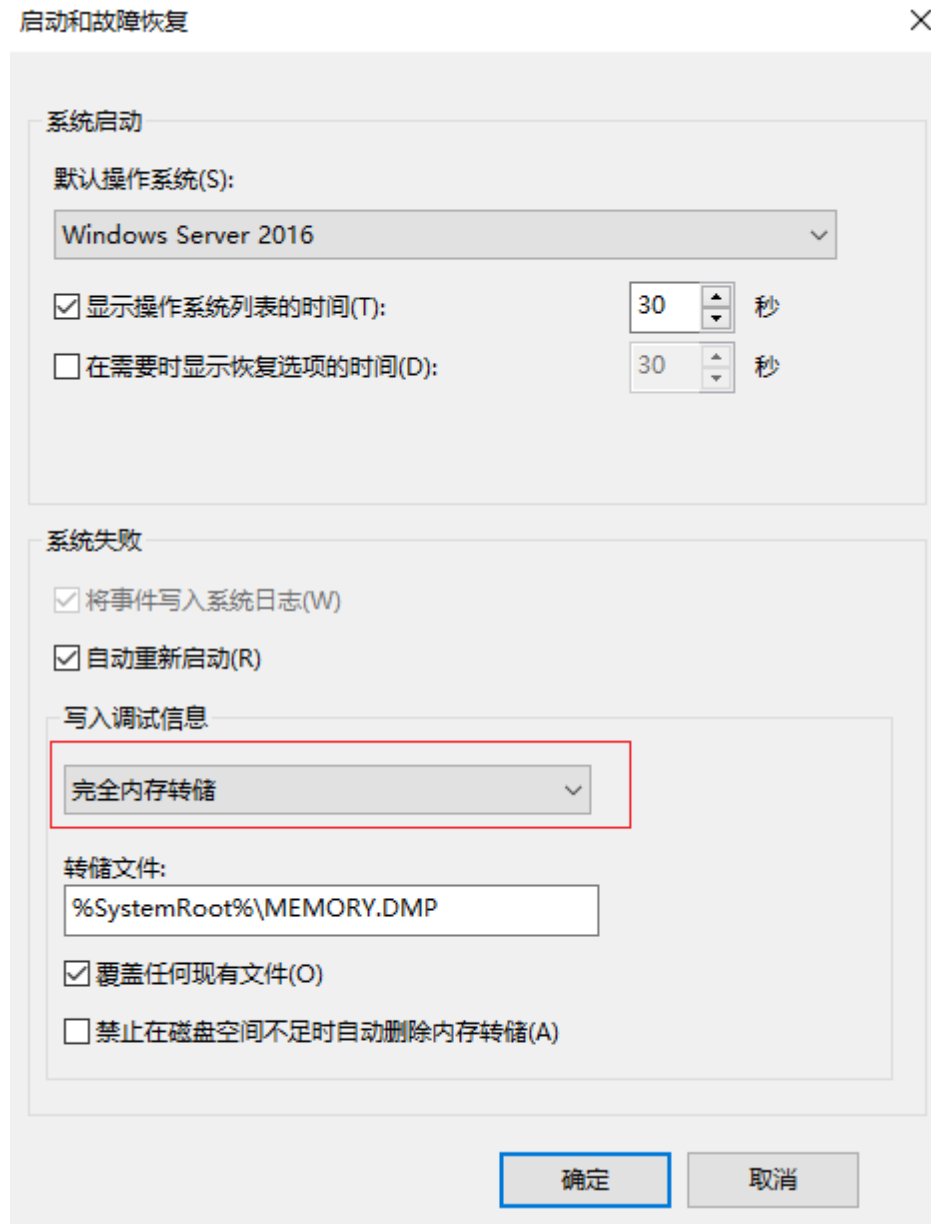 启动和故障恢复
系统启动
默认操作系统(S):
Windows Server 2016
显示操作系统列表的时间(T):	30	秒
在需要时显示恢复选项的时间(D):	30	秒
系统失败
将事件写入系统日志(W)
自动重新启动(R)
写入调试信息
完全内存转储
转储文件:
%SystemRoot%\MEMORY.DMP
覆盖任何现有文件(O)
禁止在磁盘空间不足时自动删除内存转储(A)
确定	取消